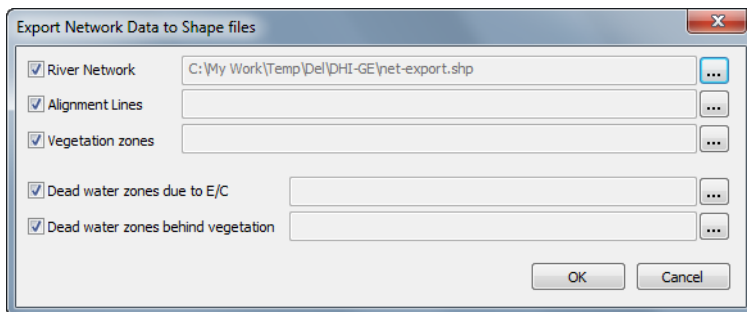 Export Network Data to Shape files
River Network C:\My Work\Temp\Del\DHI-GE\net-export.shp ...
Alignment Lines ...
Vegetation zones ...
Dead water zones due to E/C ...
Dead water zones behind vegetation ...
OK Cancel